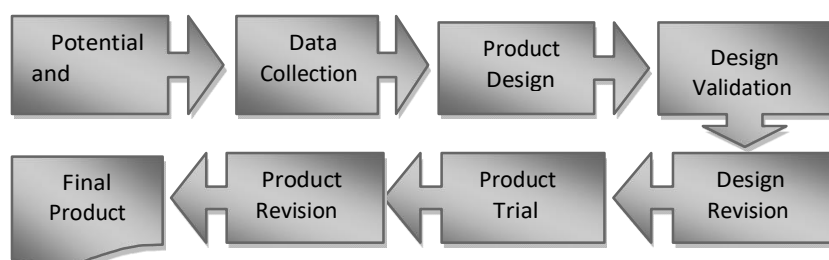 Potential
and
Data
Collection
Product
Design
Design
Validation
Design
Revision
Product
Trial
Product
Revision
Final
Product